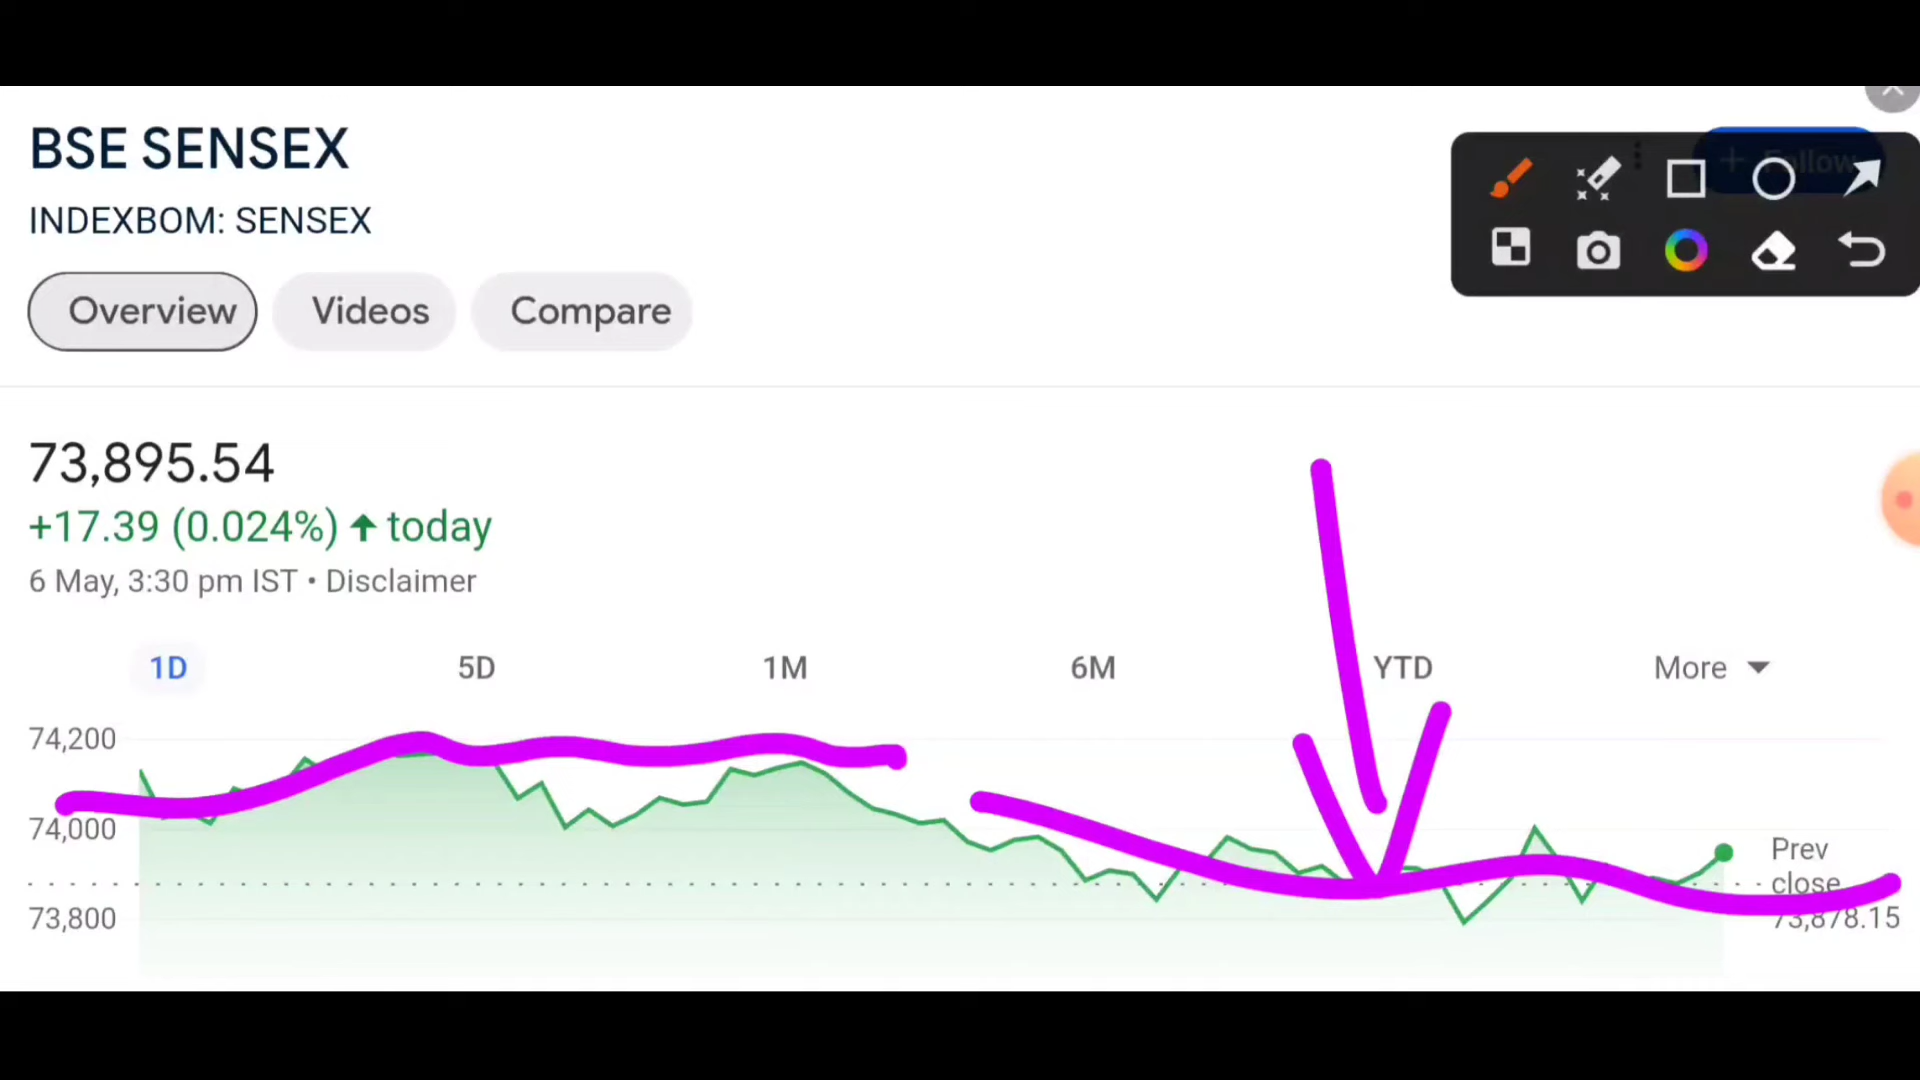 BSE SENSEX
INDEXBOM: SENSEX
+ Follow
Overview
Videos
Compare
73,895.54
+17.39 (0.024%) ↑ today
6 May, 3:30 pm IST • Disclaimer
1D
5D
1M
6M
YTD
More
74,200
74,000
73,800
Prev
close
73,878.15